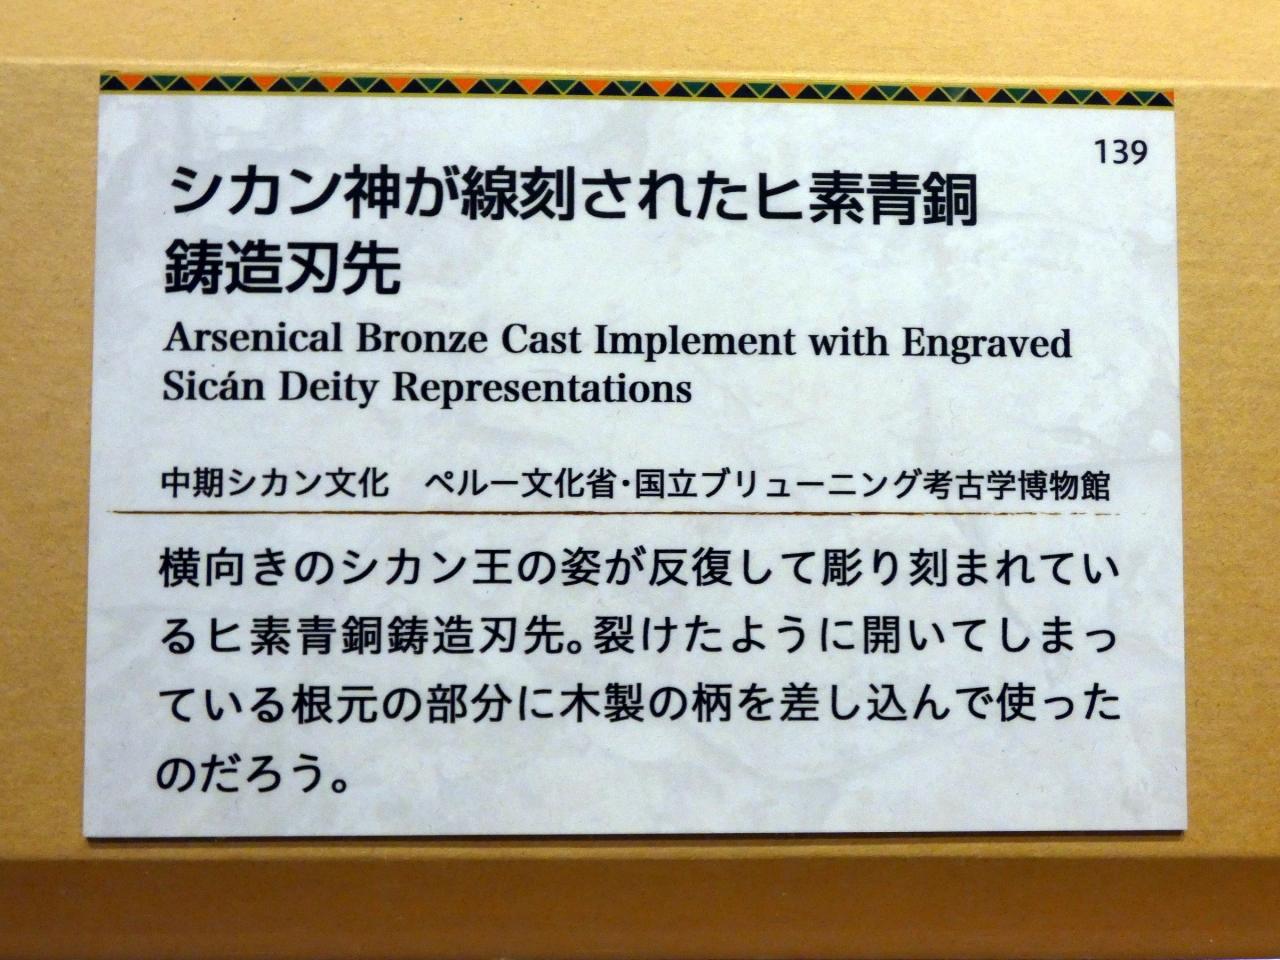 139
シカン神が線刻されたヒ素青銅
鋳造刃先
Arsenical Bronze Cast Implement with Engraved
Sicán Deity Representations
中期シカン文化　ペルー文化省・国立ブリューニング考古学博物館
横向きのシカン王の姿が反復して彫り刻まれてい
るヒ素青銅鋳造刃先。裂けたように開いてしまっ
ている根元の部分に木製の柄を差し込んで使った
のだろう。